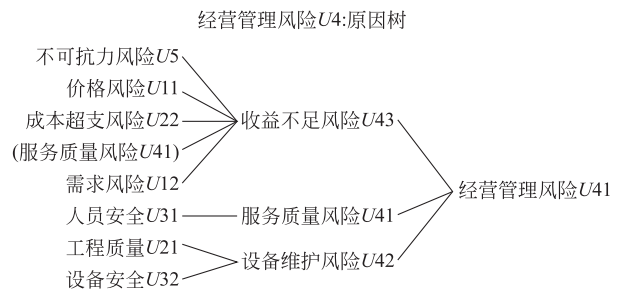 经营管理风险U4:原因树
不可抗力风险U5
价格风险U11
成本超支风险U22
(服务质量风险U41)
需求风险U12
人员安全U31
工程质量U21
设备安全U32
收益不足风险U43
服务质量风险U41
设备维护风险U42
经营管理风险U41